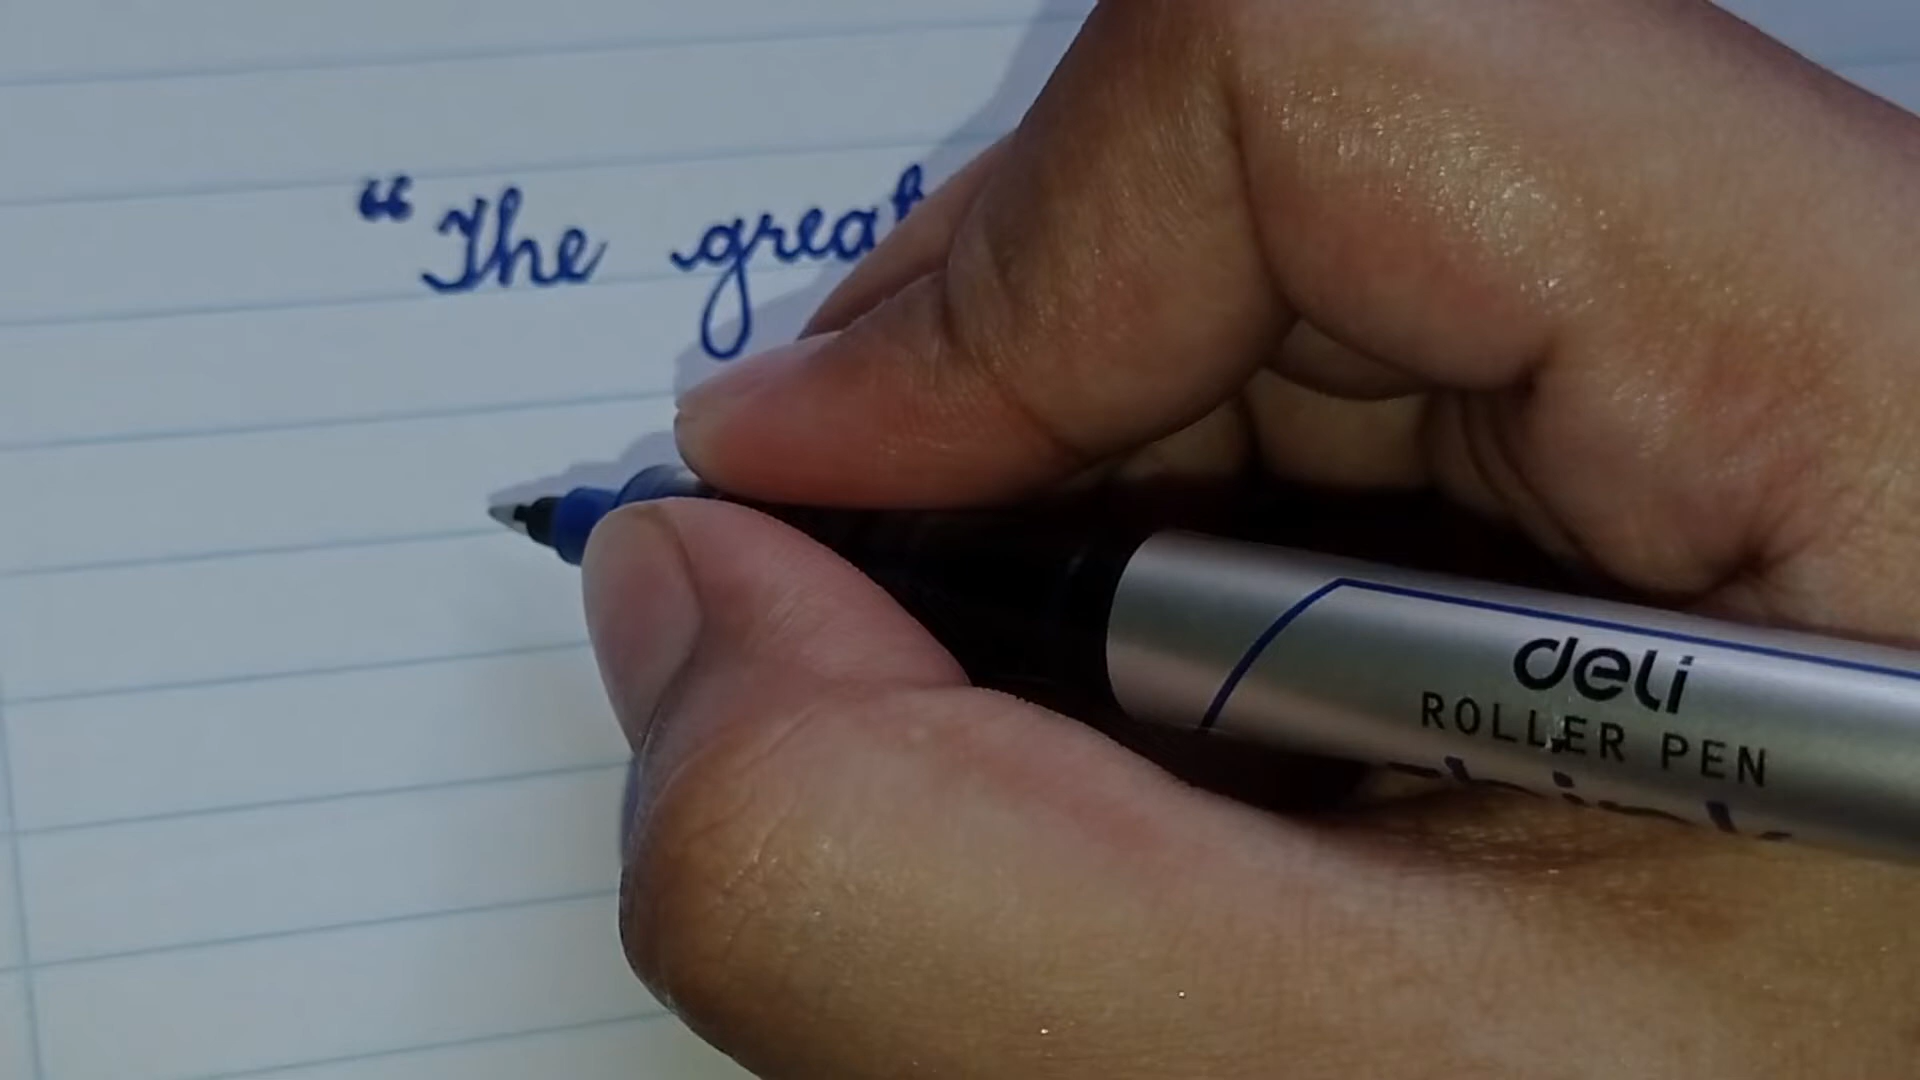 “The great
deli
ROLLER PEN